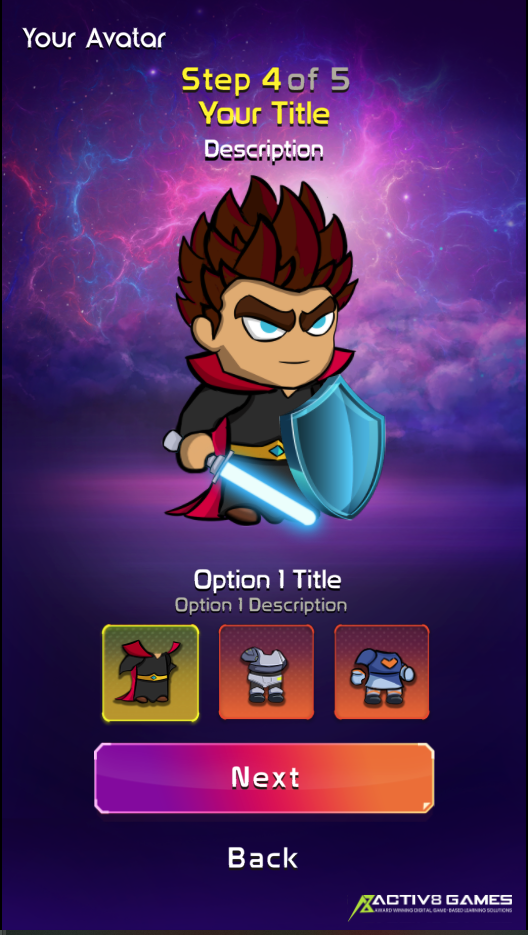 Your Avatar
Step 4 of 5
Your Title
Description
Option 1 Title
Option 1 Description
Next
Back
ACTIV8 GAMES
AWARD WINNING DIGITAL GAME-BASED LEARNING SOLUTIONS